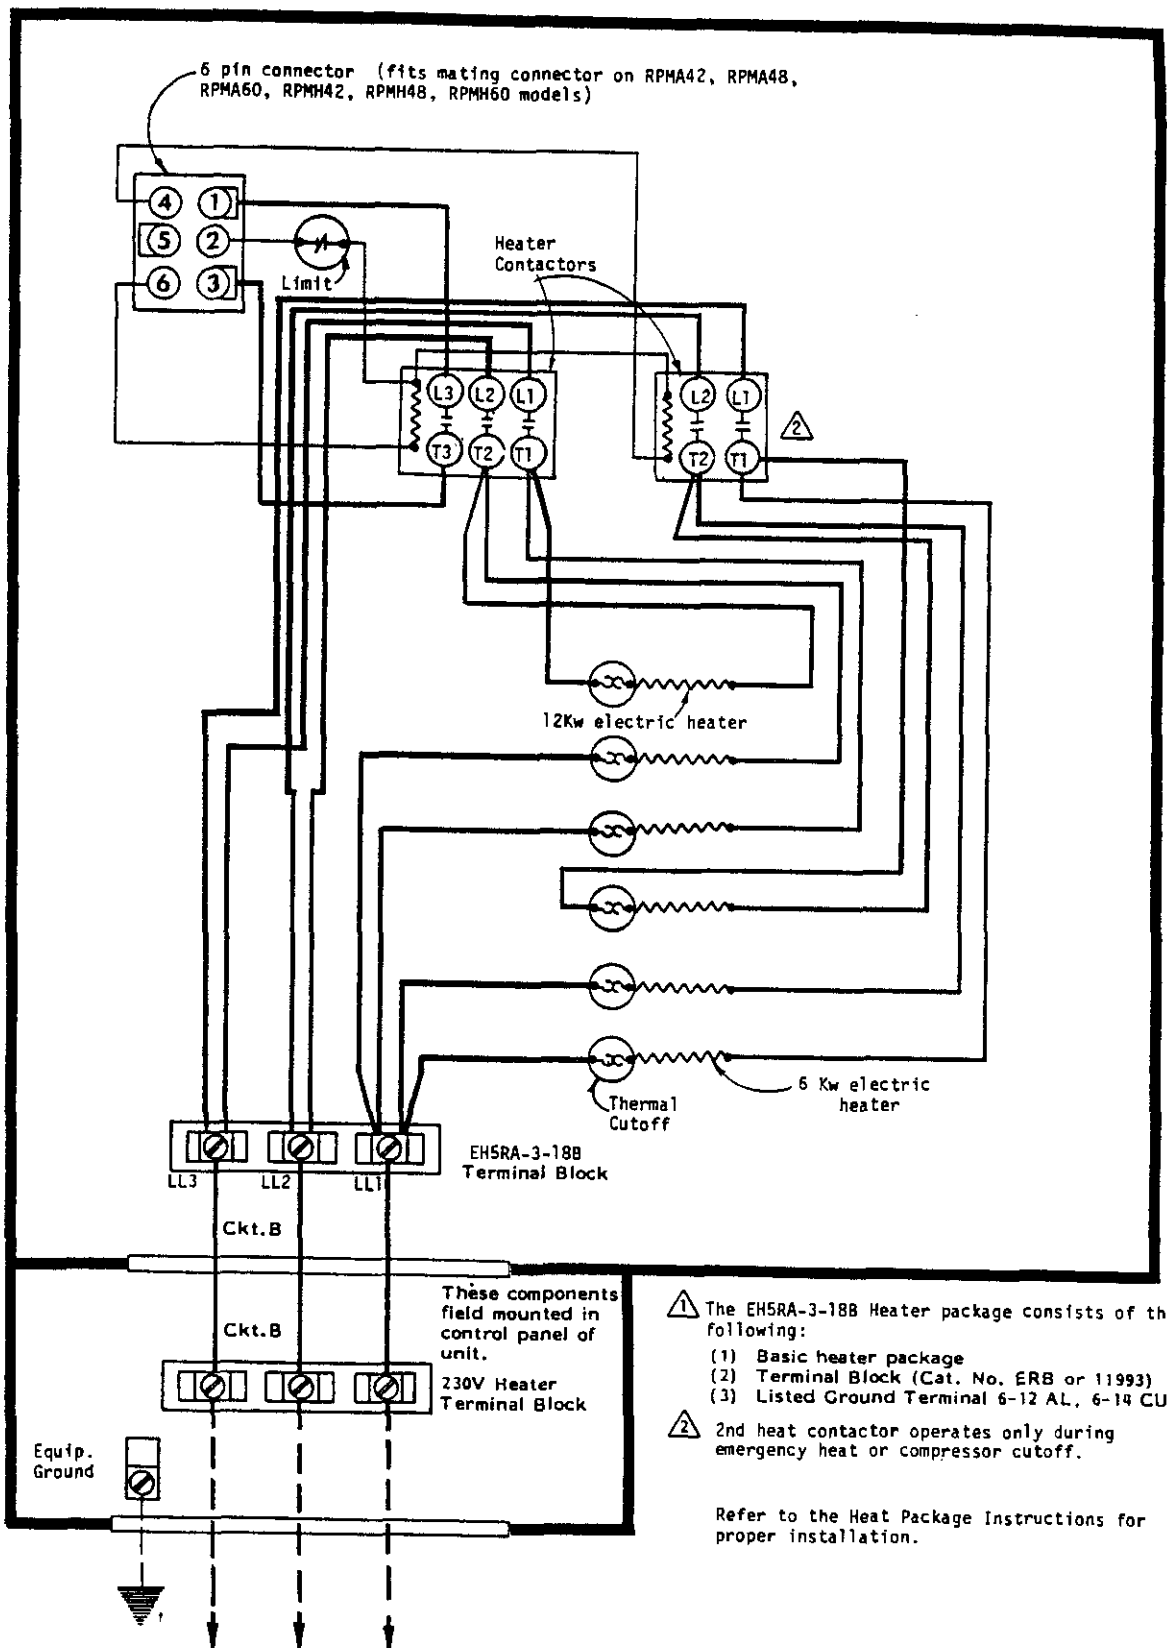 6 pin connector (fits mating connector on RPMA42, RPMA48,
RPMA60, RPMH42, RPMH48, RPMH60 models)
4 1
5 2
6 3
Limit
Heater
Contactors
L3 L2 L1
T3 T2 T1
L2 L1
T2 T1
2
12Kw electric heater
6 Kw electric
heater
Thermal
Cutoff
EH5RA-3-18B
Terminal Block
LL3 LL2 LL1
Ckt.B
These components
field mounted in
control panel of
unit.
Ckt.B
230V Heater
Terminal Block
Equip.
Ground
1 The EH5RA-3-18B Heater package consists of th
following:
(1) Basic heater package
(2) Terminal Block (Cat. No. ERB or 11993)
(3) Listed Ground Terminal 6-12 AL, 6-14 CU
2 2nd heat contactor operates only during
emergency heat or compressor cutoff.
Refer to the Heat Package Instructions for
proper installation.